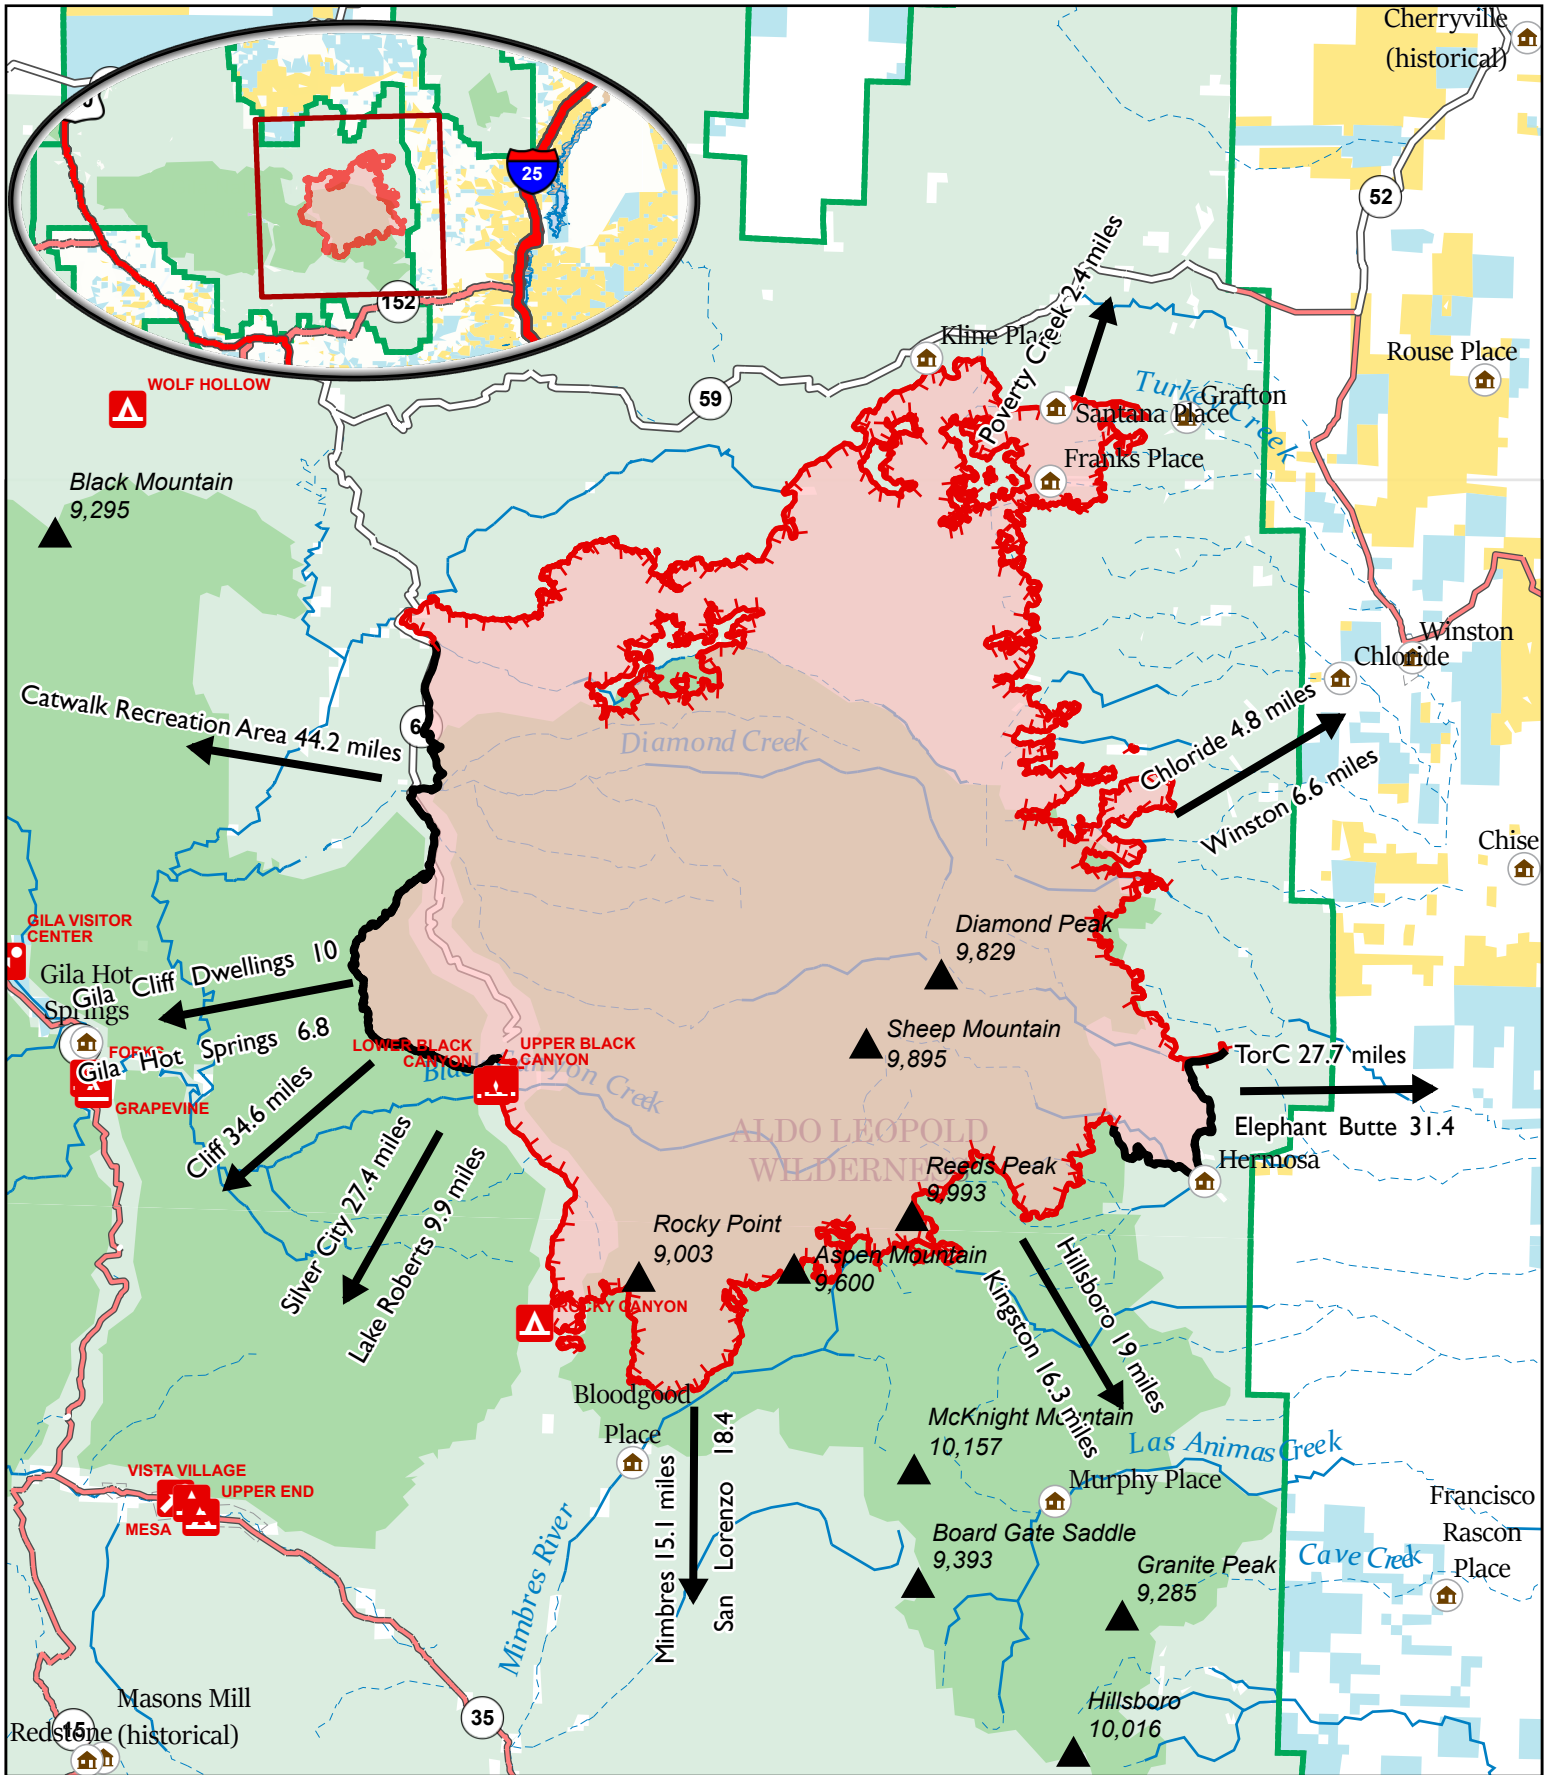 Cherryville
(historical)
25
152
52
WOLF HOLLOW
59
Kline Pla
Poverty Creek 2.4 miles
Rouse Place
Turkey Creek
Grafton
Santana Place
Franks Place
Black Mountain
9,295
Winston
Chloride
Catwalk Recreation Area 44.2 miles
6
Diamond Creek
Chloride 4.8 miles
Winston 6.6 miles
Chise
GILA VISITOR
CENTER
Gila Hot
Springs
Gila Cliff Dwellings 10
Gila Hot Springs 6.8
FORKS
GRAPEVINE
Diamond Peak
9,829
Sheep Mountain
9,895
LOWER BLACK
CANYON
UPPER BLACK
CANYON
Black Canyon Creek
TorC 27.7 miles
Elephant Butte 31.4
Cliff 34.6 miles
Silver City 27.4 miles
Lake Roberts 9.9 miles
ALDO LEOPOLD
WILDERNESS
Reeds Peak
9,993
Hermosa
Rocky Point
9,003
Aspen Mountain
9,600
ROCKY CANYON
Hillsboro 19 miles
Kingston 16.3 miles
Bloodgood
Place
Mimbres 15.1 miles
San Lorenzo 18.4
McKnight Mountain
10,157
Las Animas Creek
VISTA VILLAGE
UPPER END
MESA
Murphy Place
Francisco
Rascon
Place
Board Gate Saddle
9,393
Granite Peak
9,285
Cave Creek
Mimbres River
Masons Mill
(historical)
Redstone
15
35
Hillsboro
10,016